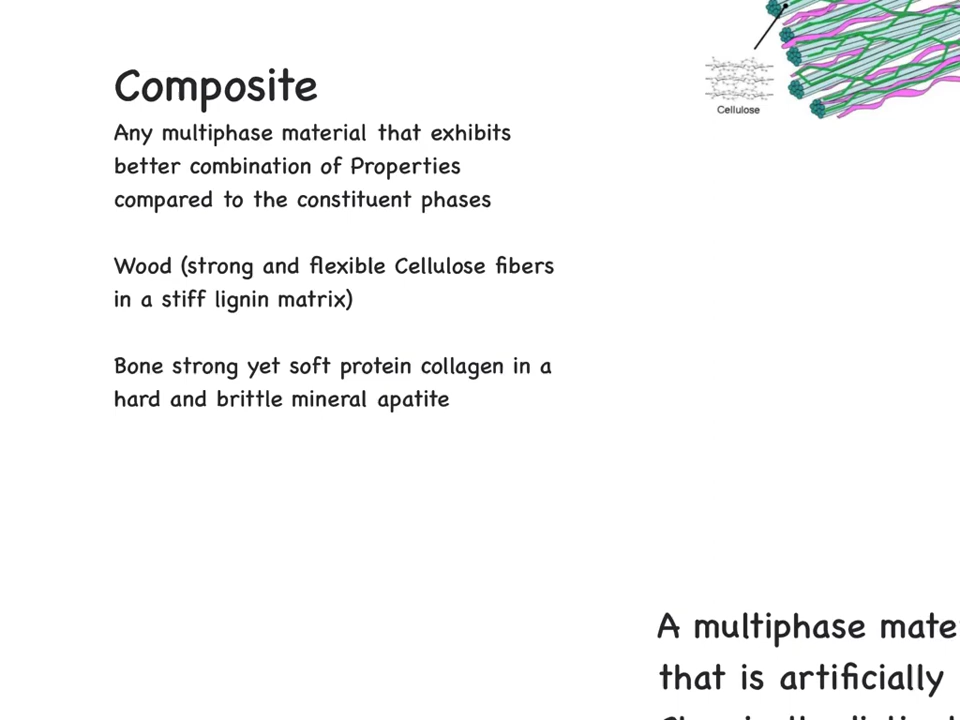 Composite
Any multiphase material that exhibits
better combination of Properties
compared to the constituent phases
Wood (strong and flexible Cellulose fibers
in a stiff lignin matrix)
Bone strong yet soft protein collagen in a
hard and brittle mineral apatite
Cellulose
A multiphase
that is artificially